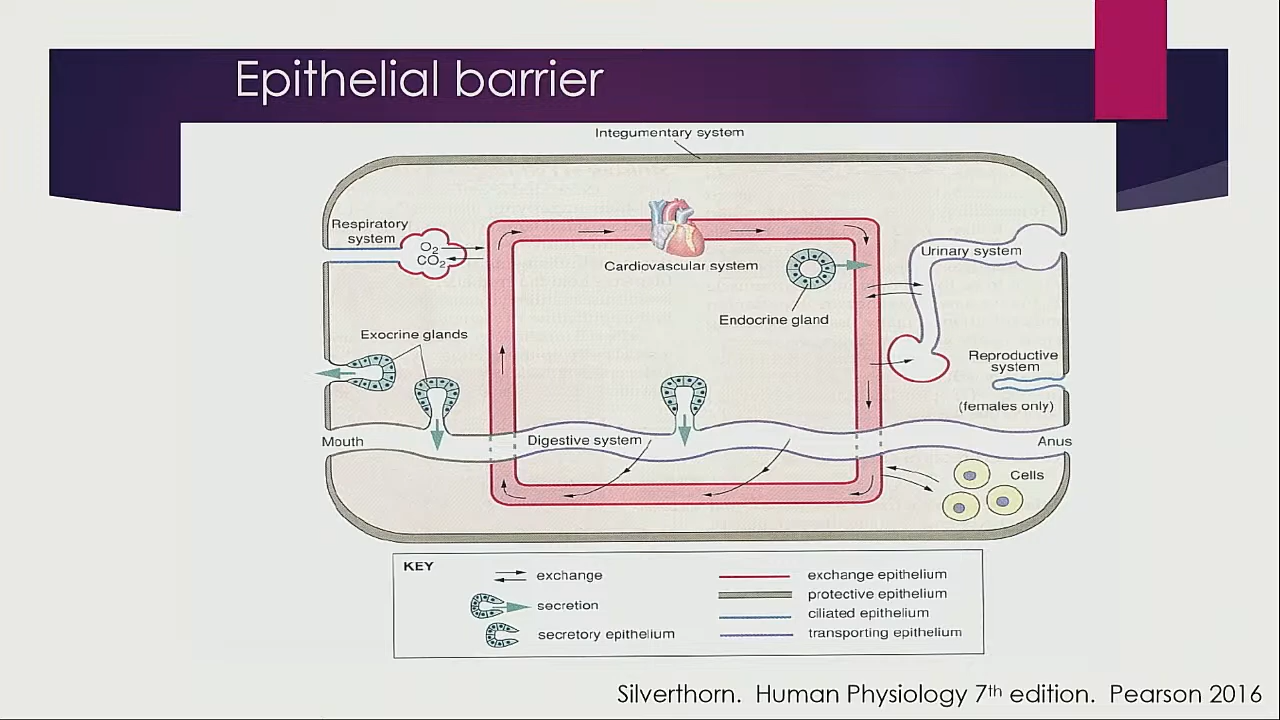 Epithelial barrier
Integumentary system
Respiratory
system
O2
CO2
Cardiovascular system
Urinary system
Endocrine gland
Exocrine glands
Reproductive
system
(females only)
Mouth
Digestive system
Anus
Cells
KEY
exchange
secretion
secretory epithelium
exchange epithelium
protective epithelium
ciliated epithelium
transporting epithelium
Silverthorn. Human Physiology 7th edition. Pearson 2016